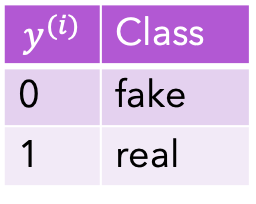 y^(i) Class
0 fake
1 real